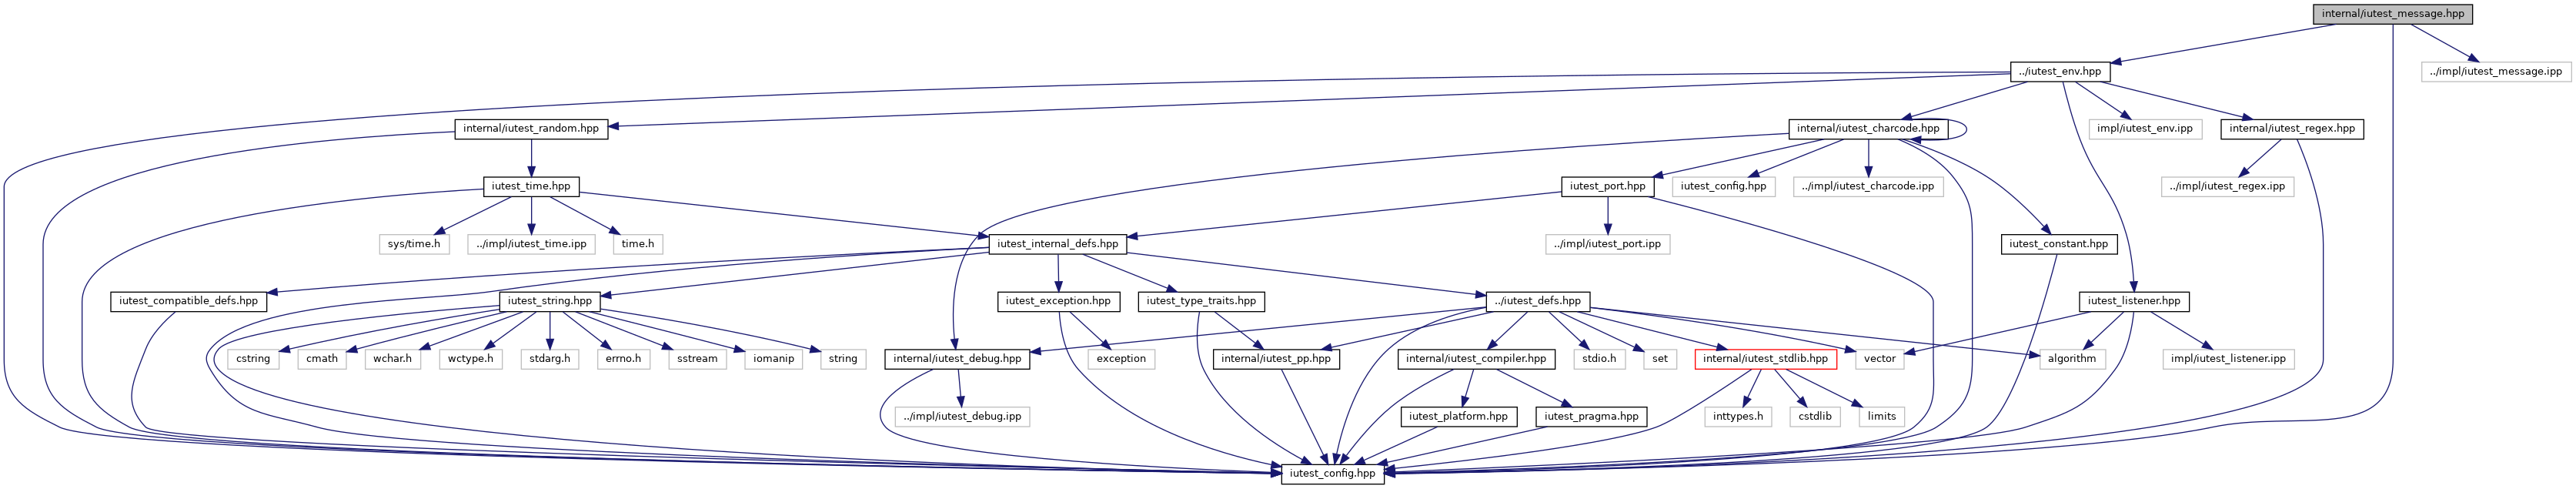 internal/iutest_message.hpp
../iutest_env.hpp
../impl/iutest_message.ipp
internal/iutest_random.hpp
internal/iutest_charcode.hpp
impl/iutest_env.ipp
internal/iutest_regex.hpp
iutest_time.hpp
iutest_port.hpp
iutest_config.hpp
../impl/iutest_charcode.ipp
../impl/iutest_regex.ipp
sys/time.h
../impl/iutest_time.ipp
time.h
iutest_internal_defs.hpp
../impl/iutest_port.ipp
iutest_constant.hpp
iutest_compatible_defs.hpp
iutest_string.hpp
iutest_exception.hpp
iutest_type_traits.hpp
../iutest_defs.hpp
iutest_listener.hpp
cstring
cmath
wchar.h
wctype.h
stdarg.h
errno.h
sstream
iomanip
string
internal/iutest_debug.hpp
exception
internal/iutest_pp.hpp
internal/iutest_compiler.hpp
stdio.h
set
internal/iutest_stdlib.hpp
vector
algorithm
impl/iutest_listener.ipp
../impl/iutest_debug.ipp
iutest_platform.hpp
iutest_pragma.hpp
inttypes.h
cstdlib
limits
iutest_config.hpp